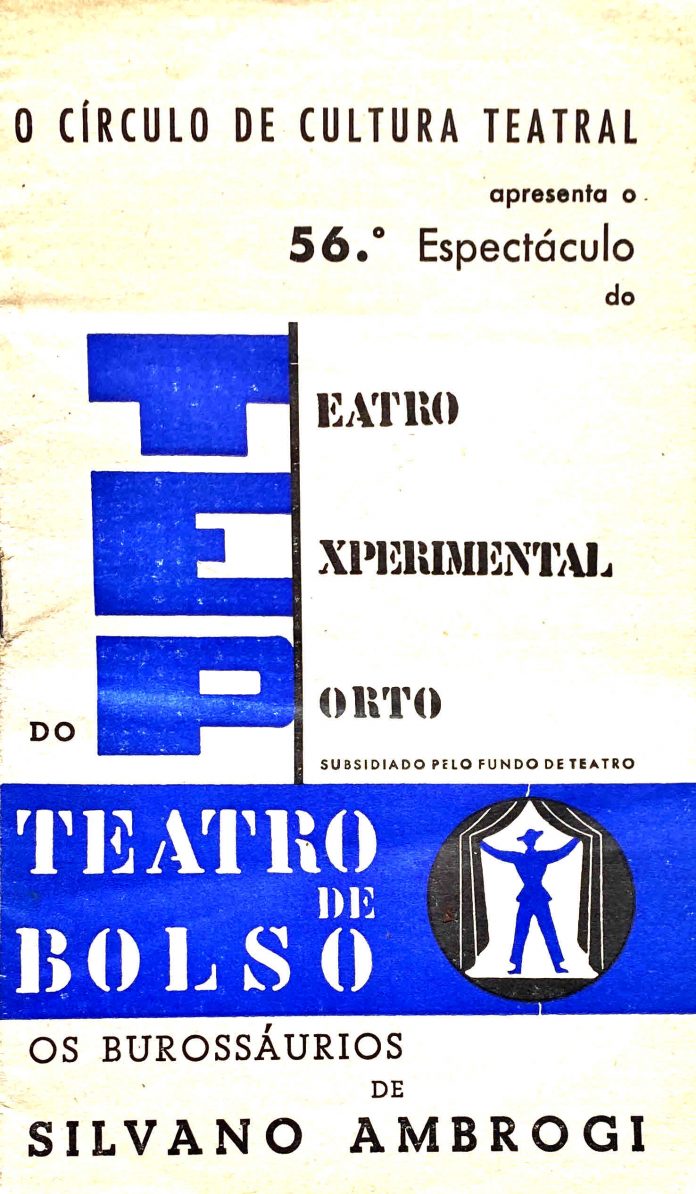 O CÍRCULO DE CULTURA TEATRAL
apresenta o
56.º Espectáculo
do
TEATRO
EXPERIMENTAL
DO PORTO
SUBSIDIADO PELO FUNDO DE TEATRO
TEATRO
DE
BOLSO
OS BUROSSÁURIOS
DE
SILVANO AMBROGI